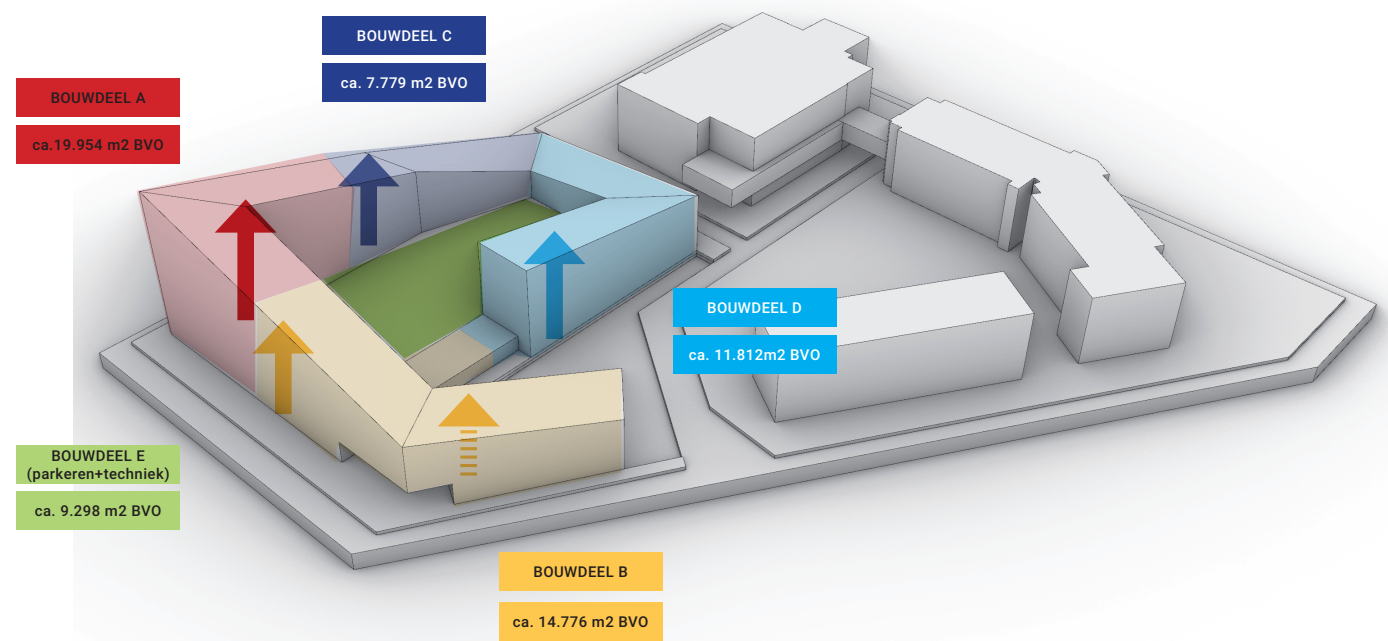 BOUWDEEL C
ca. 7.779 m2 BVO
BOUWDEEL A
ca.19.954 m2 BVO
BOUWDEEL D
ca. 11.812m2 BVO
BOUWDEEL E
(parkeren+techniek)
ca. 9.298 m2 BVO
BOUWDEEL B
ca. 14.776 m2 BVO